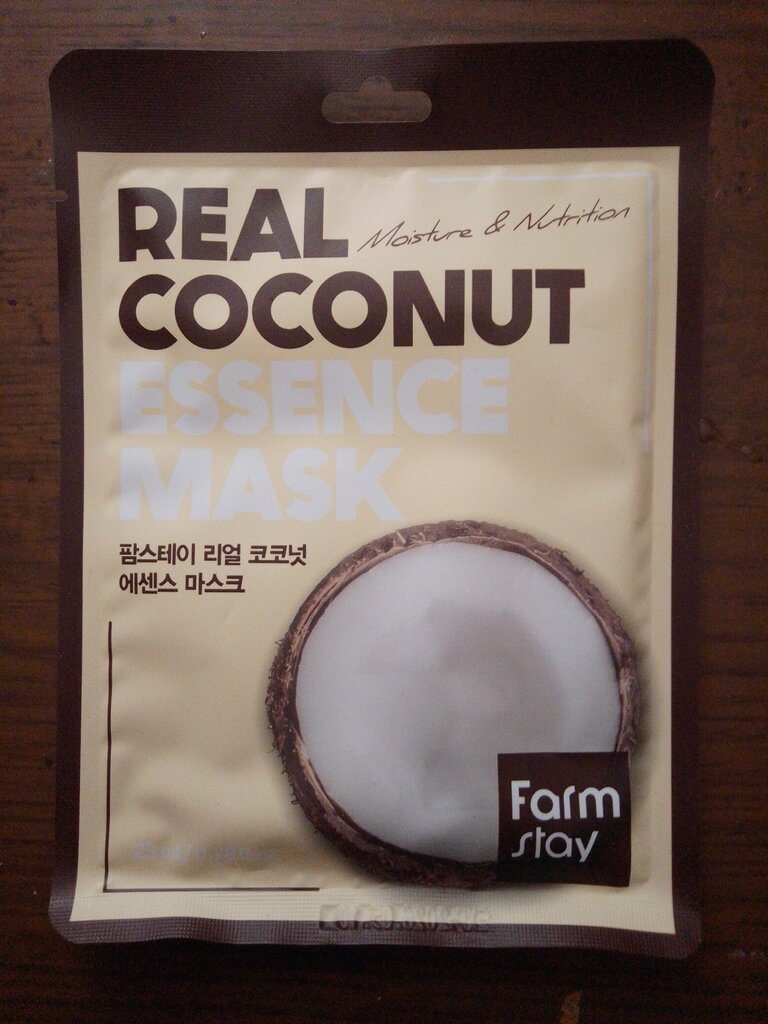 REAL
Moisture & Nutrition
COCONUT
ESSENCE
MASK
팜스테이 리얼 코코넛
에센스 마스크
Farm
stay